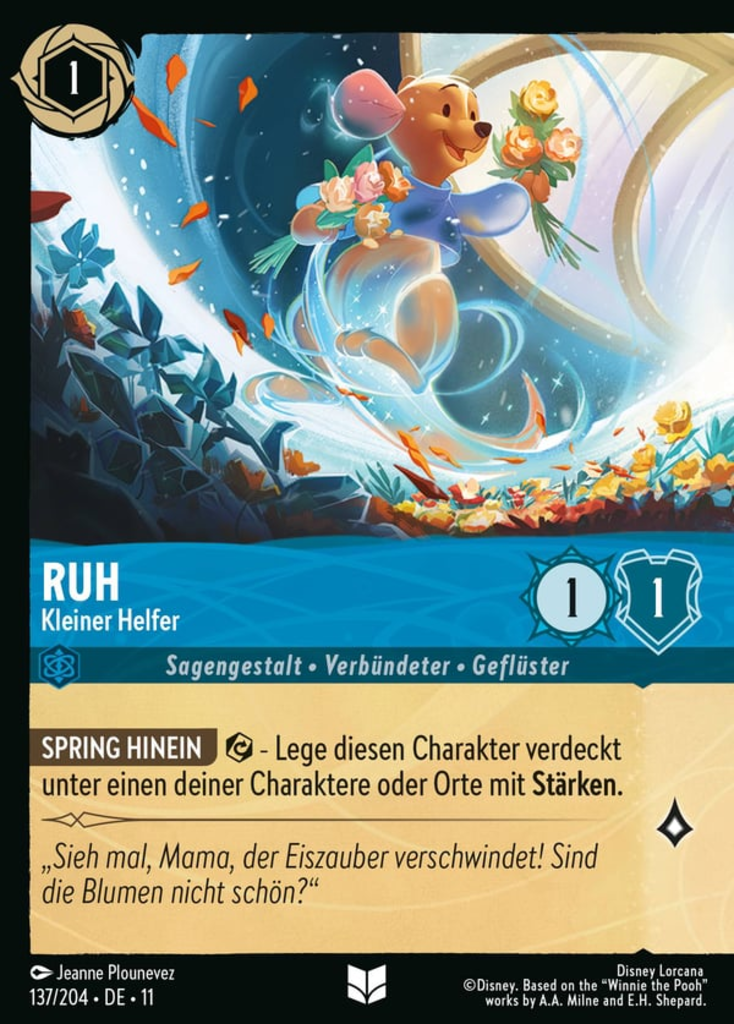 1
RUH
Kleiner Helfer
1 1
Sagengestalt • Verbündeter • Geflüster
SPRING HINEIN - Lege diesen Charakter verdeckt
unter einen deiner Charaktere oder Orte mit Stärken.
„Sieh mal, Mama, der Eiszauber verschwindet! Sind
die Blumen nicht schön?“
Jeanne Plounevez
137/204 • DE • 11
Disney Lorcana
©Disney. Based on the “Winnie the Pooh”
works by A.A. Milne and E.H. Shepard.